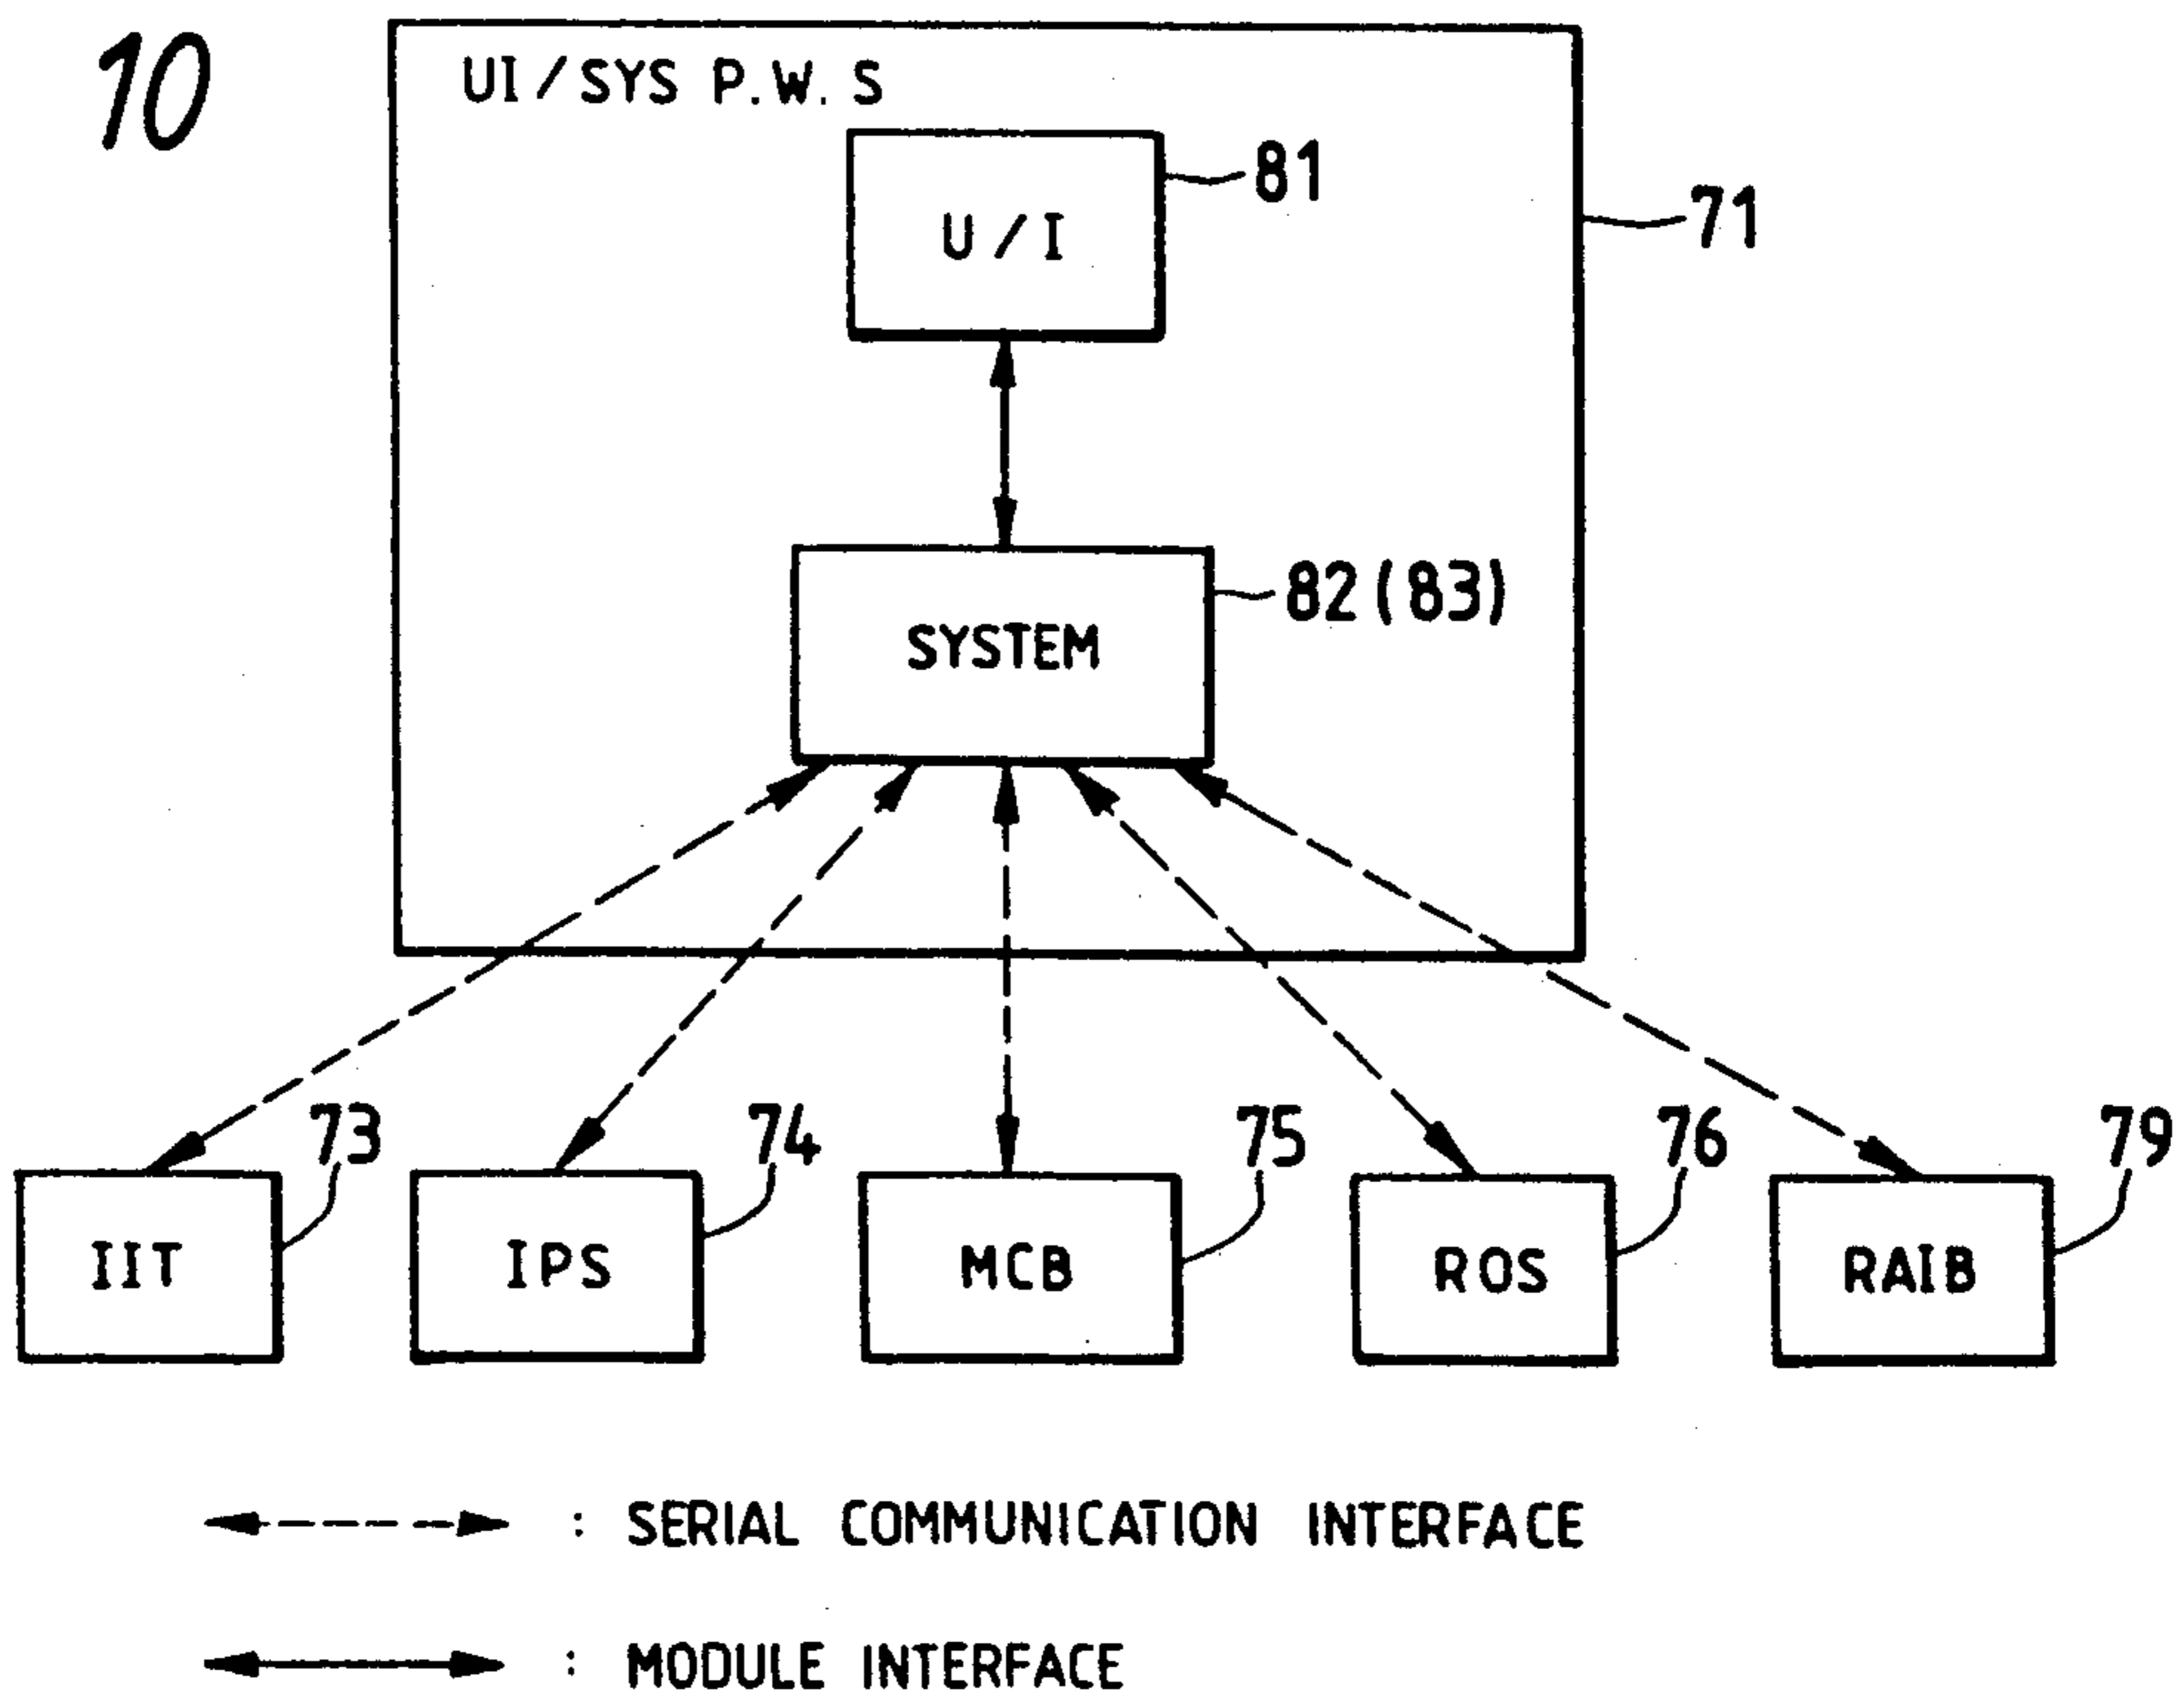 10
UI/SYS P.W.S
81
U/I
71
82(83)
SYSTEM
73
74
75
76
79
IIT
IPS
MCB
ROS
RAIB
: SERIAL COMMUNICATION INTERFACE
: MODULE INTERFACE